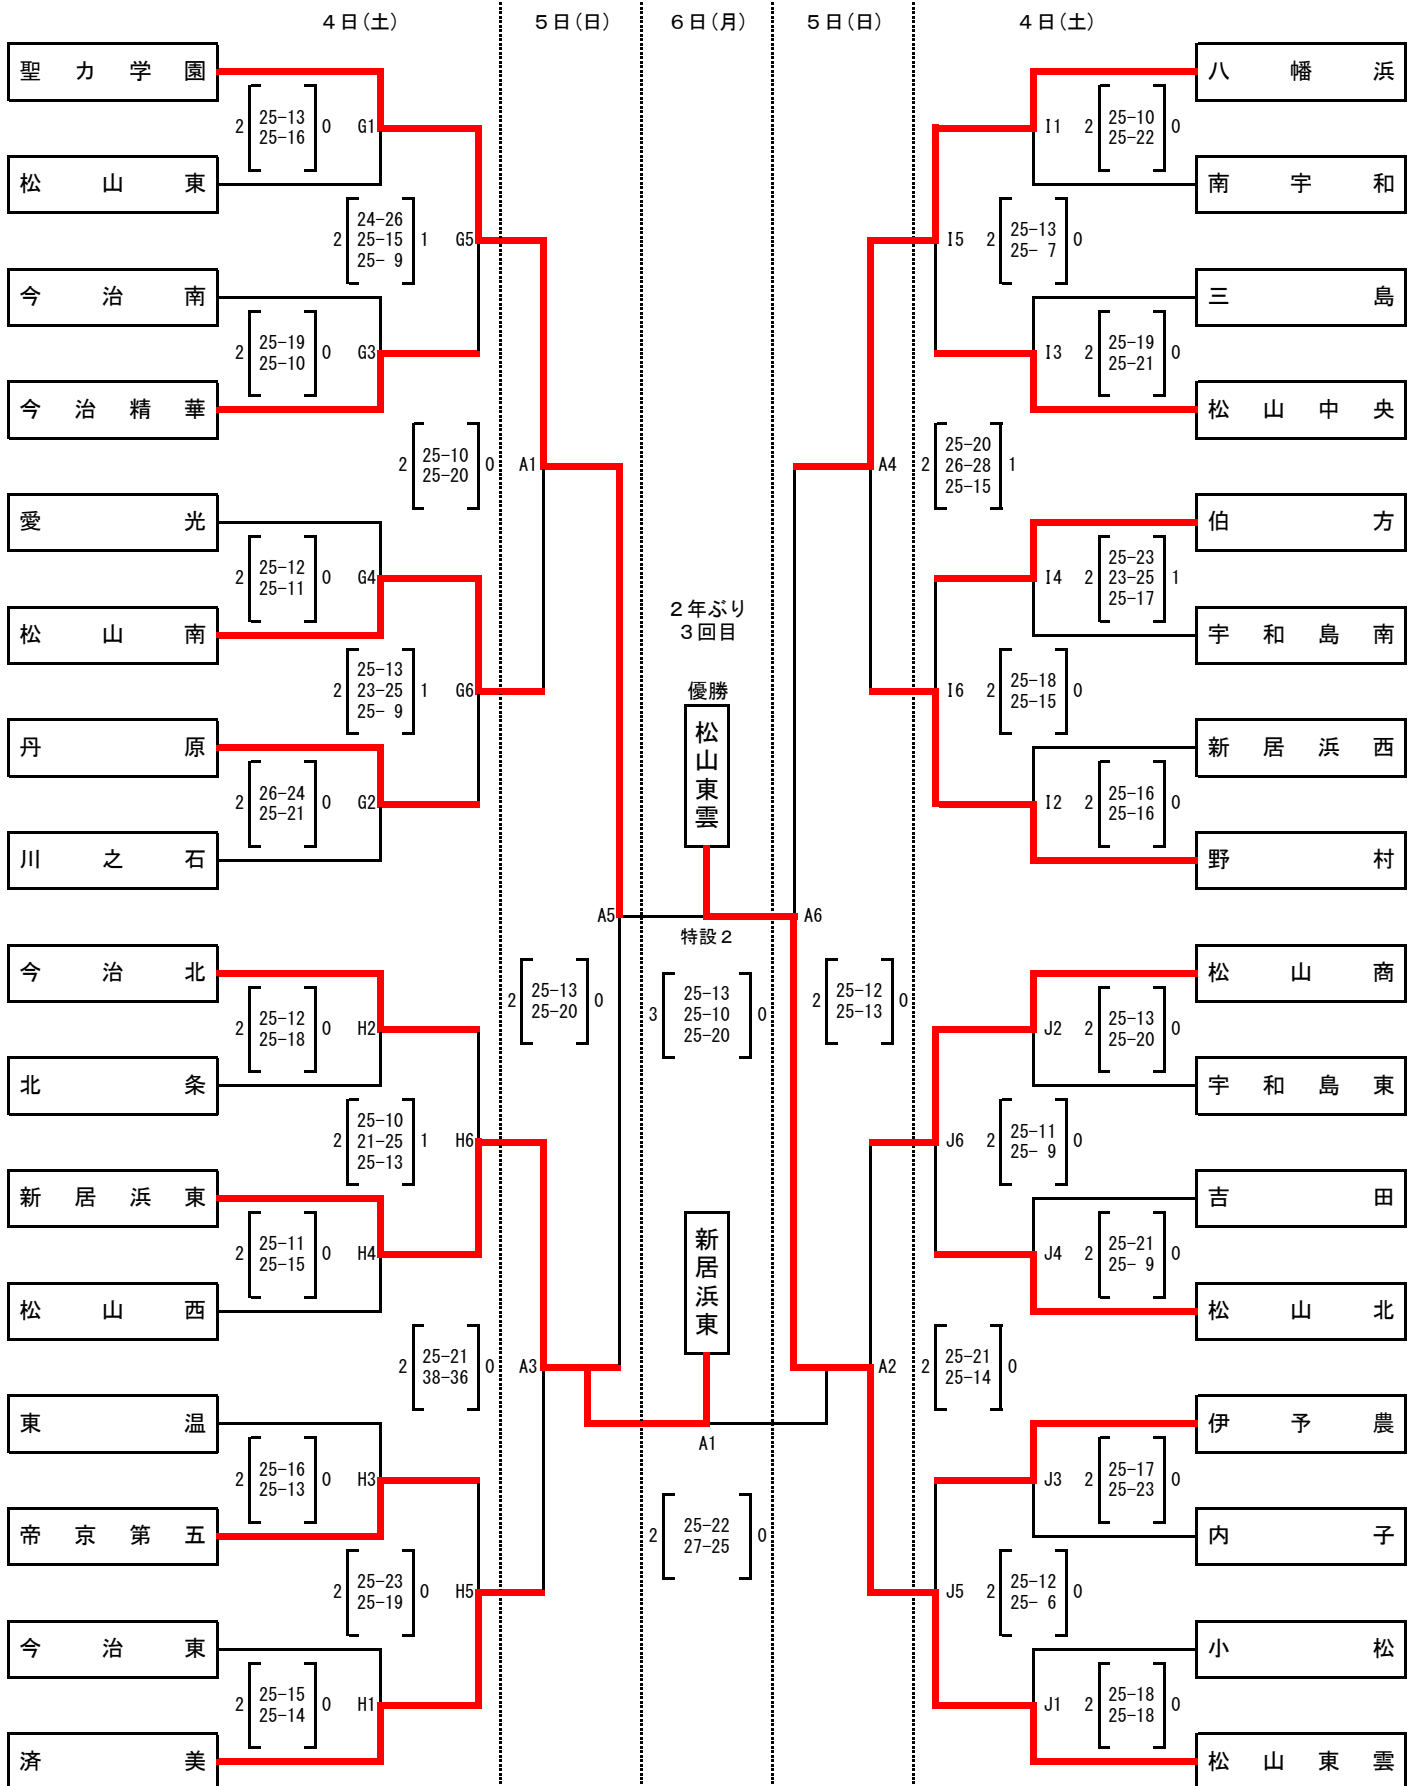 4日(土) 5日(日) 6日(月) 5日(日) 4日(土)
聖カ学園
2 25-13 25-16 0 G1
松山東
2 24-26 25-15 25- 9 1 G5
今治南
2 25-19 25-10 0 G3
今治精華
2 25-10 25-20 0 A1
愛光
2 25-12 25-11 0 G4
松山南
2 25-13 23-25 25- 9 1 G6
丹原
2 26-24 25-21 0 G2
川之石
A5
2 25-13 25-20 0
今治北
2 25-12 25-18 0 H2
北条
2 25-10 21-25 25-13 1 H6
新居浜東
2 25-11 25-15 0 H4
松山西
2 25-21 38-36 0 A3
東温
2 25-16 25-13 0 H3
帝京第五
2 25-23 25-19 0 H5
今治東
2 25-15 25-14 0 H1
済美
2年ぶり
3回目
優勝
松山東雲
特設2
3 25-13 25-10 25-20 0
新居浜東
A1
2 25-22 27-25 0
八幡浜
I1 2 25-10 25-22 0
南宇和
I5 2 25-13 25- 7 0
三島
I3 2 25-19 25-21 0
松山中央
A4 2 25-20 26-28 25-15 1
伯方
I4 2 25-23 23-25 25-17 1
宇和島南
I6 2 25-18 25-15 0
新居浜西
I2 2 25-16 25-16 0
野村
A6
2 25-12 25-13 0
松山商
J2 2 25-13 25-20 0
宇和島東
J6 2 25-11 25- 9 0
吉田
J4 2 25-21 25- 9 0
松山北
A2 2 25-21 25-14 0
伊予農
J3 2 25-17 25-23 0
内子
J5 2 25-12 25- 6 0
小松
J1 2 25-18 25-18 0
松山東雲